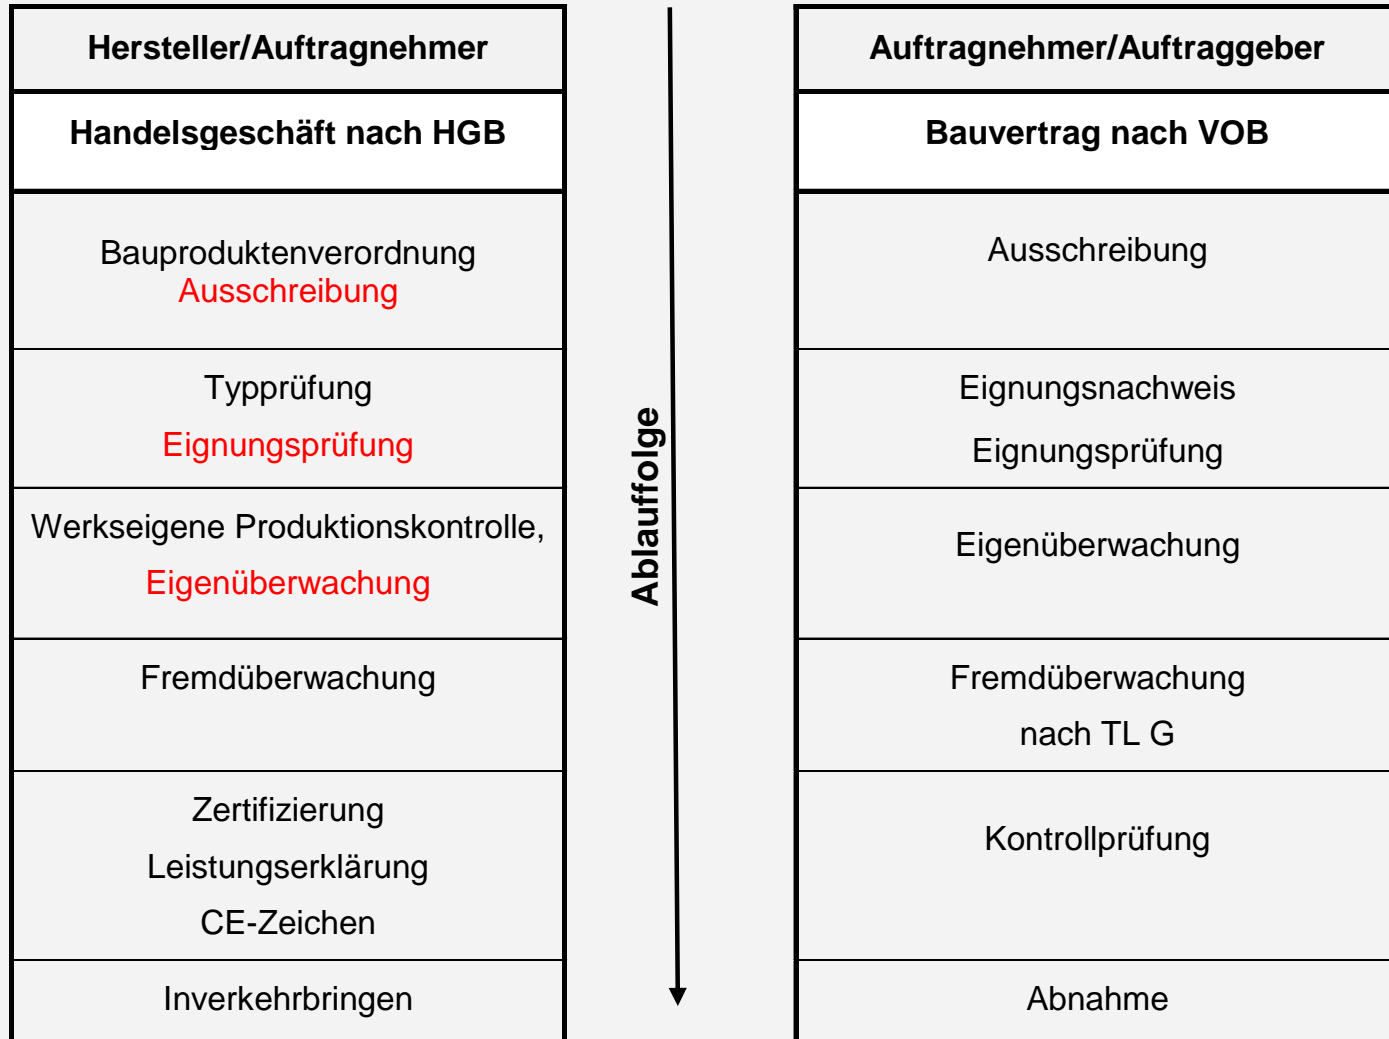 Hersteller/Auftragnehmer
Handelsgeschäft nach HGB
Bauproduktenverordnung
Ausschreibung
Typprüfung
Eignungsprüfung
Werkseigene Produktionskontrolle,
Eigenüberwachung
Fremdüberwachung
Zertifizierung
Leistungserklärung
CE-Zeichen
Inverkehrbringen
Ablauffolge
Auftragnehmer/Auftraggeber
Bauvertrag nach VOB
Ausschreibung
Eignungsnachweis
Eignungsprüfung
Eigenüberwachung
Fremdüberwachung
nach TL G
Kontrollprüfung
Abnahme